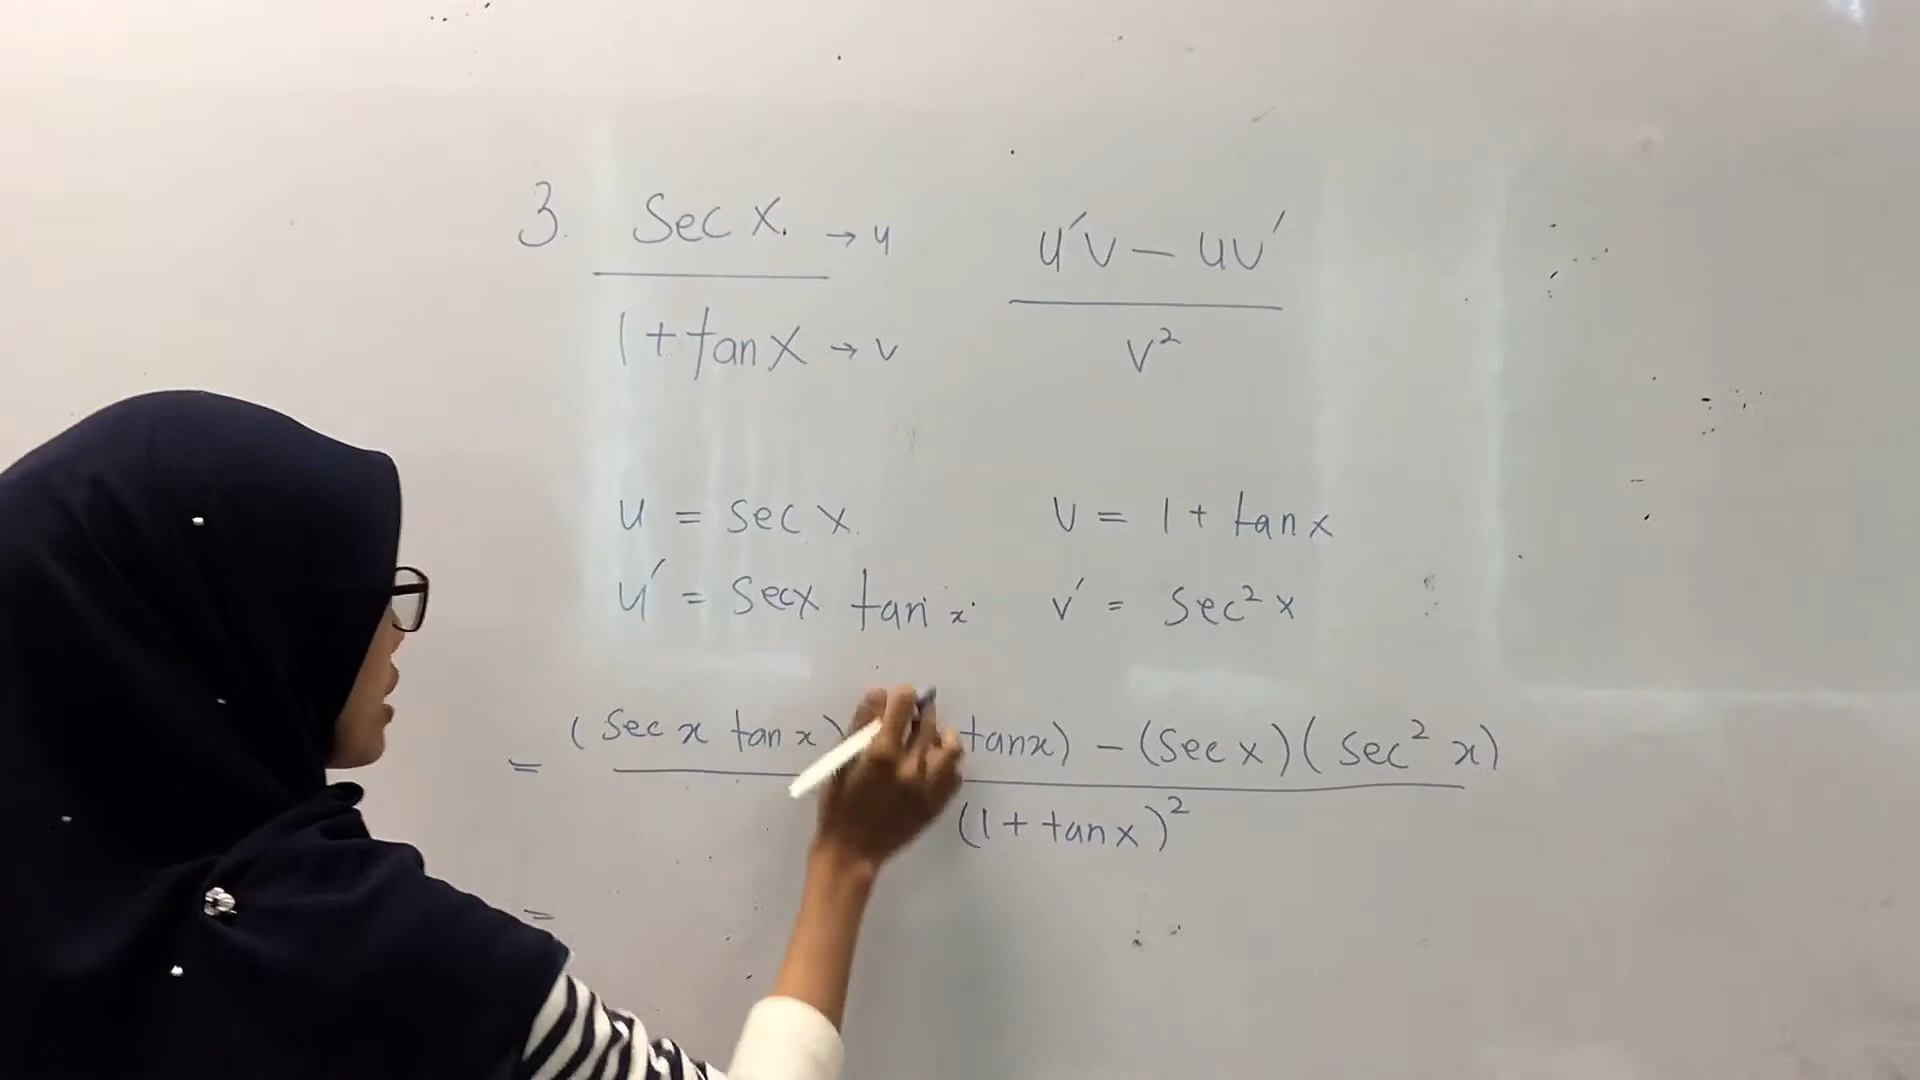 3. Sec x. → u
1 + tan x → v
u'v − uv'
v²
u = sec x
v = 1 + tan x
u' = secx tan x
v' = sec² x
= (sec x tan x) tanx) − (sec x)(sec² x)
(1 + tan x)²
=